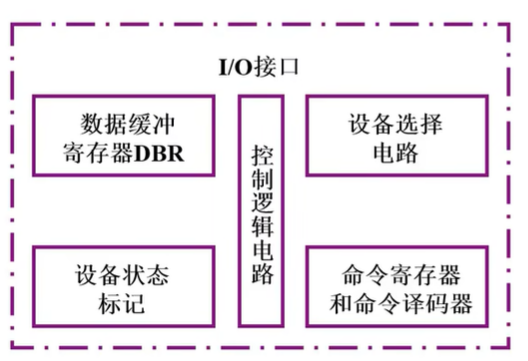 I/O接口
数据缓冲
寄存器DBR
控制逻辑电路
设备选择
电路
设备状态
标记
命令寄存器
和命令译码器